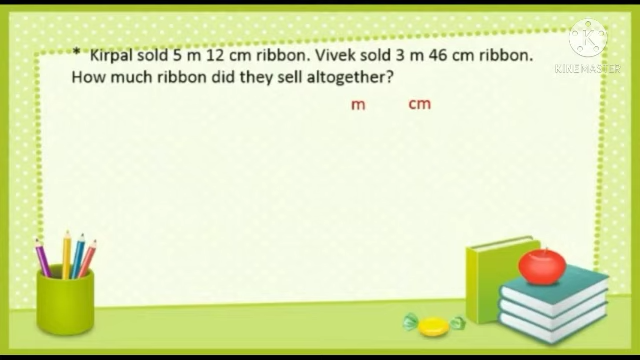 * Kirpal sold 5 m 12 cm ribbon. Vivek sold 3 m 46 cm ribbon.
How much ribbon did they sell altogether?
m cm
KINEMASTER